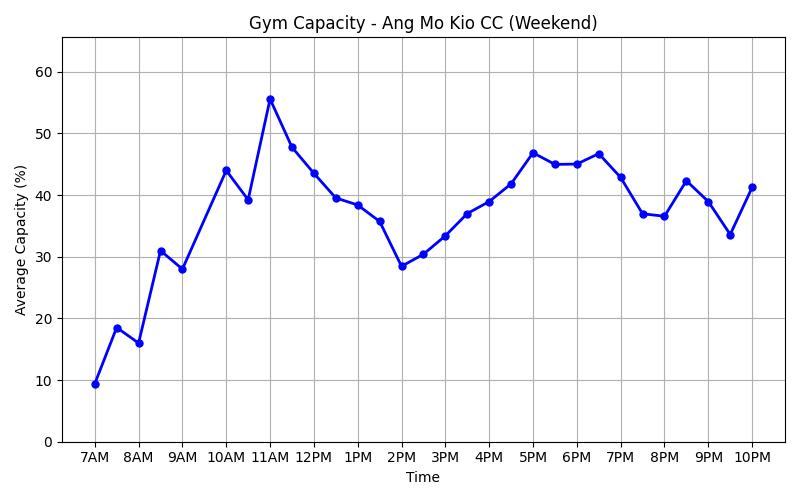 Gym Capacity - Ang Mo Kio CC (Weekend)
Average Capacity (%)
60
50
40
30
20
10
0
7AM 8AM 9AM 10AM 11AM 12PM 1PM 2PM 3PM 4PM 5PM 6PM 7PM 8PM 9PM 10PM
Time